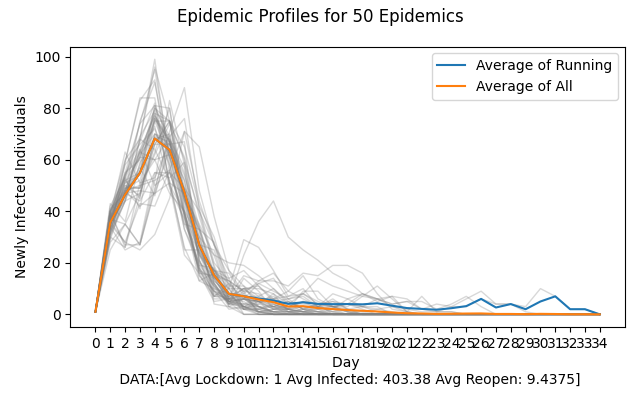 Epidemic Profiles for 50 Epidemics
Average of Running
Average of All
Newly Infected Individuals
100
80
60
40
20
0
0 1 2 3 4 5 6 7 8 9 10 11 12 13 14 15 16 17 18 19 20 21 22 23 24 25 26 27 28 29 30 31 32 33 34
Day
DATA:[Avg Lockdown: 1 Avg Infected: 403.38 Avg Reopen: 9.4375]